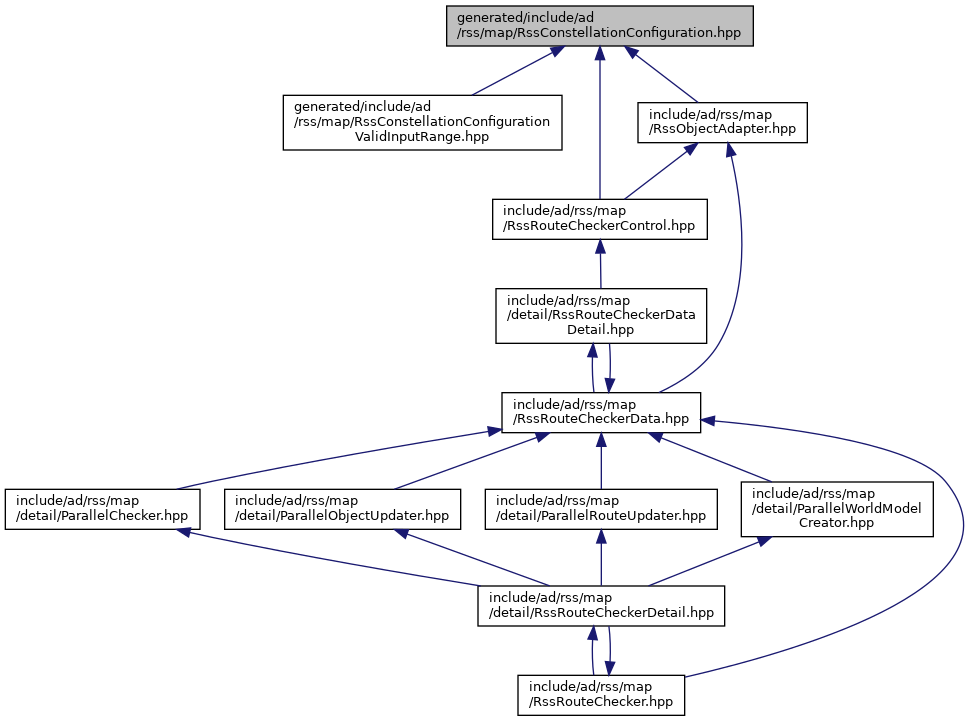 generated/include/ad
/rss/map/RssConstellationConfiguration.hpp
generated/include/ad
/rss/map/RssConstellationConfiguration
ValidInputRange.hpp
include/ad/rss/map
/RssObjectAdapter.hpp
include/ad/rss/map
/RssRouteCheckerControl.hpp
include/ad/rss/map
/detail/RssRouteCheckerData
Detail.hpp
include/ad/rss/map
/RssRouteCheckerData.hpp
include/ad/rss/map
/detail/ParallelChecker.hpp
include/ad/rss/map
/detail/ParallelObjectUpdater.hpp
include/ad/rss/map
/detail/ParallelRouteUpdater.hpp
include/ad/rss/map
/detail/ParallelWorldModel
Creator.hpp
include/ad/rss/map
/detail/RssRouteCheckerDetail.hpp
include/ad/rss/map
/RssRouteChecker.hpp